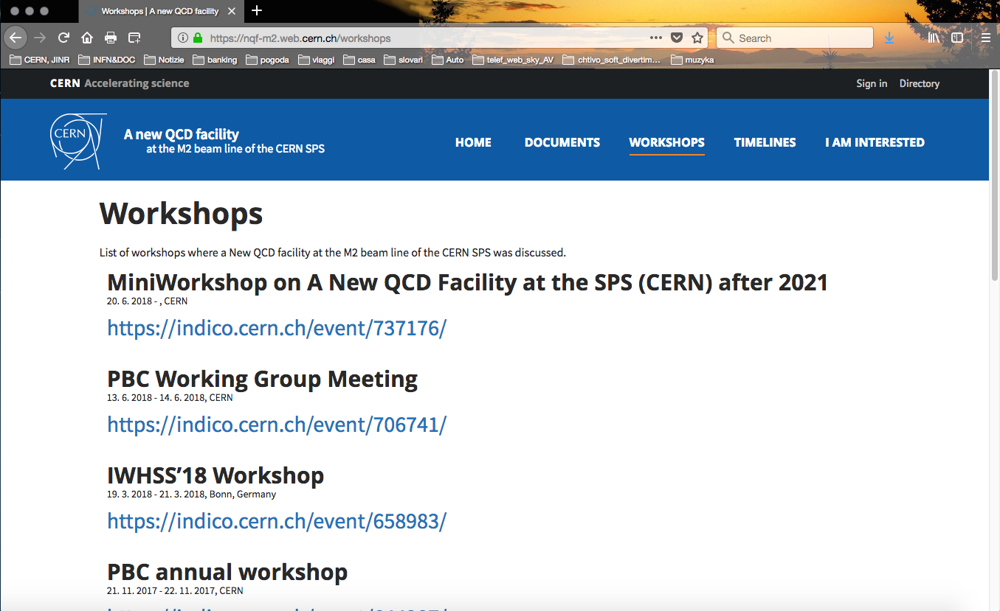 Workshops | A new QCD facility
https://nqf-m2.web.cern.ch/workshops
Search
CERN, JINR INFN&DOC Notizie banking pogoda viaggi casa slovari Auto telef_web_sky_AV chtivo_soft_divertim... muzyka
CERN Accelerating science
Sign in Directory
CERN
A new QCD facility
at the M2 beam line of the CERN SPS
HOME DOCUMENTS WORKSHOPS TIMELINES I AM INTERESTED
Workshops
List of workshops where a New QCD facility at the M2 beam line of the CERN SPS was discussed.
MiniWorkshop on A New QCD Facility at the SPS (CERN) after 2021
20. 6. 2018 - , CERN
https://indico.cern.ch/event/737176/
PBC Working Group Meeting
13. 6. 2018 - 14. 6. 2018, CERN
https://indico.cern.ch/event/706741/
IWHSS’18 Workshop
19. 3. 2018 - 21. 3. 2018, Bonn, Germany
https://indico.cern.ch/event/658983/
PBC annual workshop
21. 11. 2017 - 22. 11. 2017, CERN